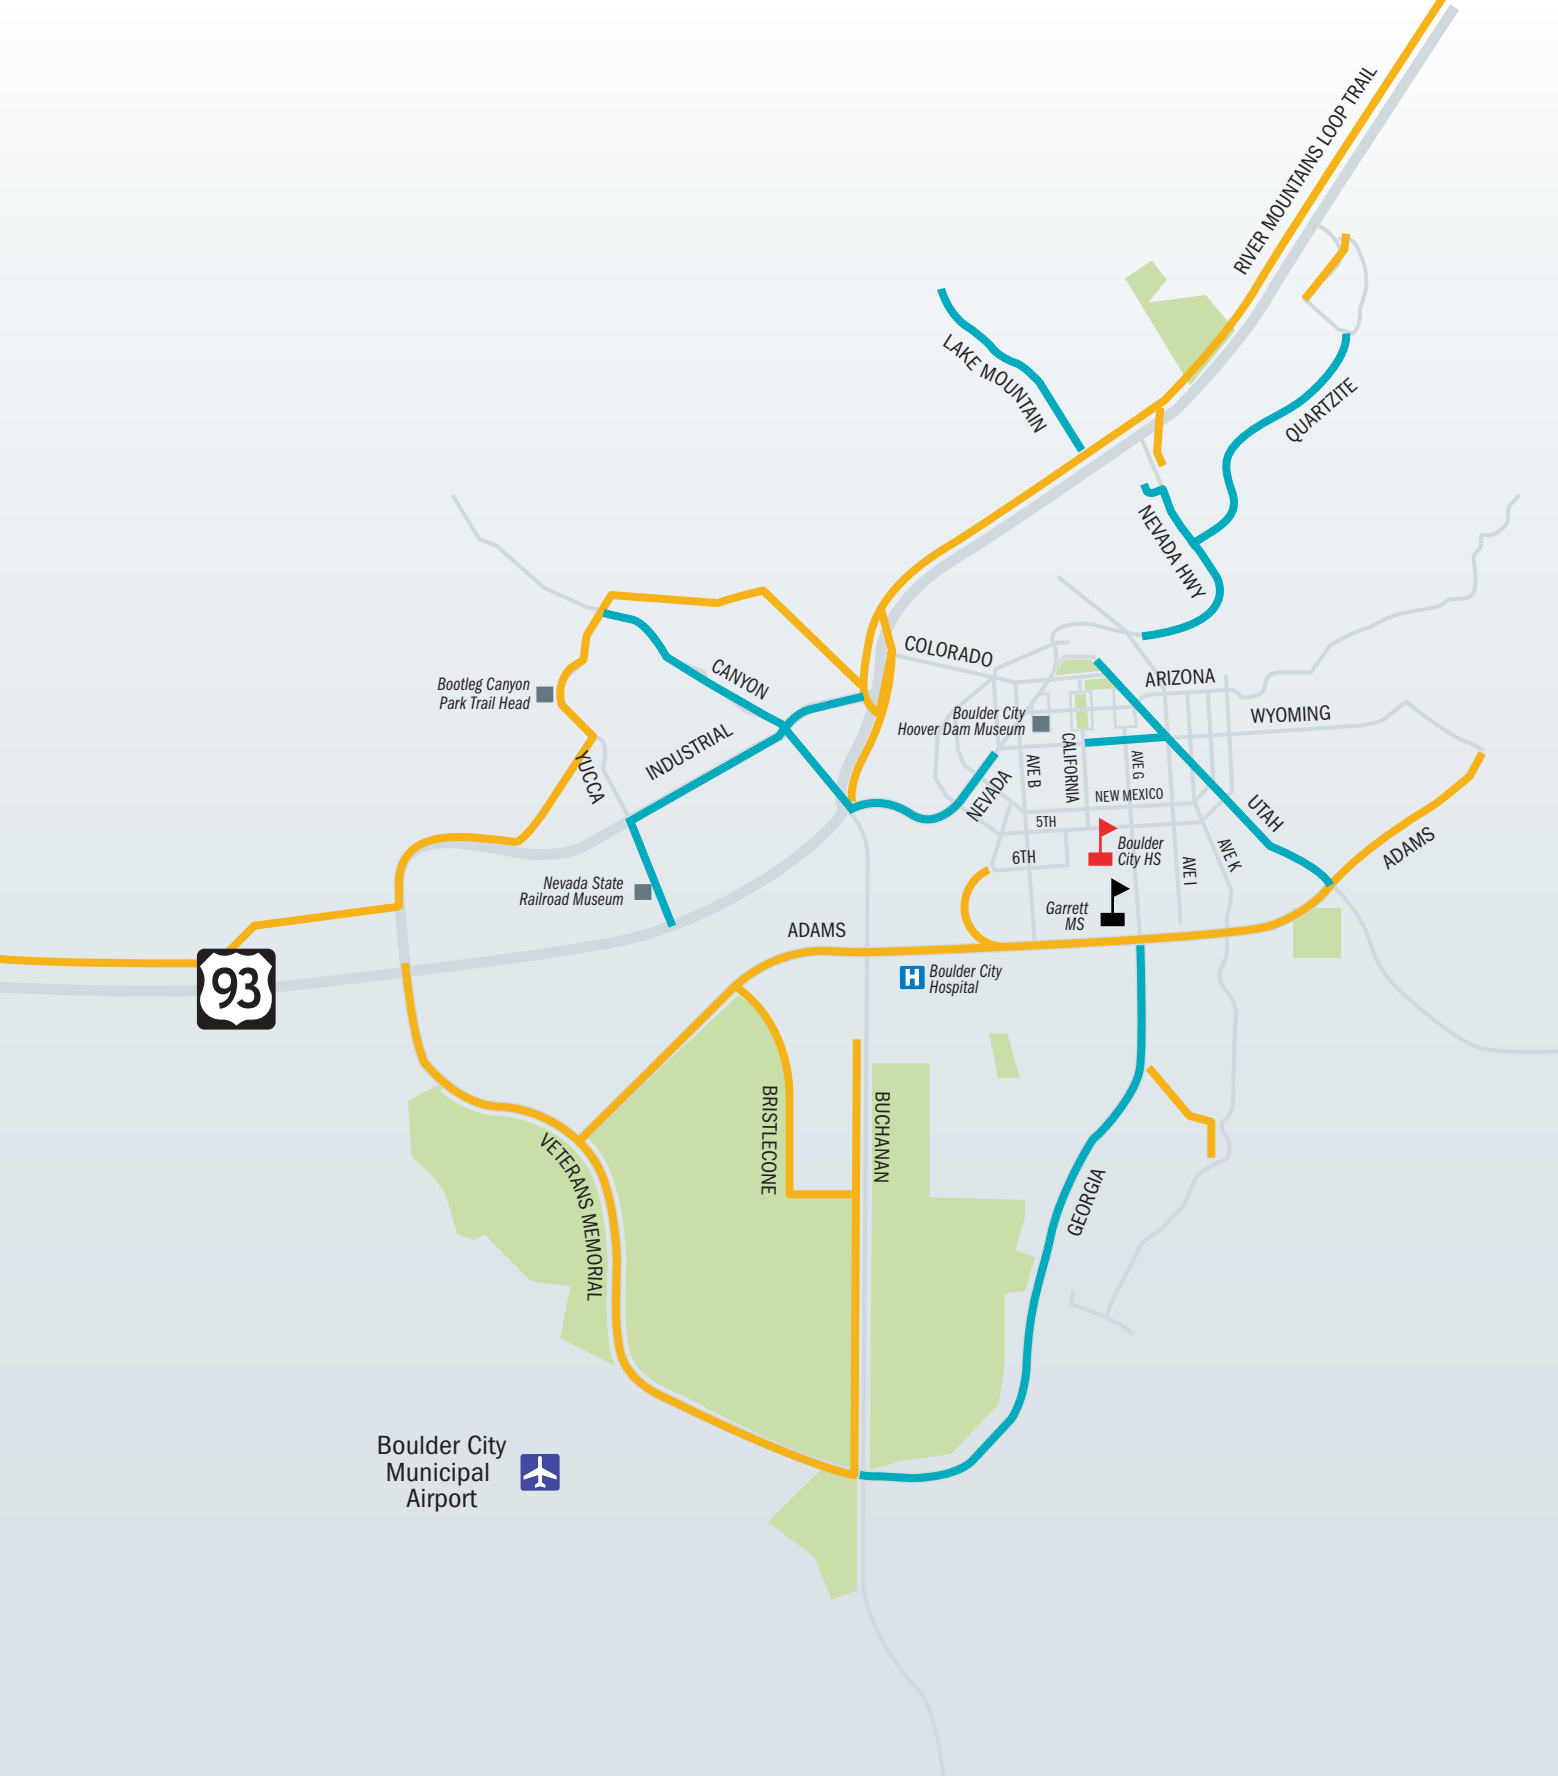 RIVER MOUNTAINS LOOP TRAIL
LAKE MOUNTAIN
QUARTZITE
NEVADA HWY
COLORADO
ARIZONA
CANYON
Bootleg Canyon
Park Trail Head
Boulder City
Hoover Dam Museum
WYOMING
INDUSTRIAL
YUCCA
AVE B
CALIFORNIA
AVE G
NEVADA
NEW MEXICO
UTAH
5TH
ADAMS
6TH
Boulder
City HS
AVE I
AVE K
Nevada State
Railroad Museum
Garrett
MS
ADAMS
93
H
Boulder City
Hospital
BRISTLECONE
BUCHANAN
VETERANS MEMORIAL
GEORGIA
Boulder City
Municipal
Airport